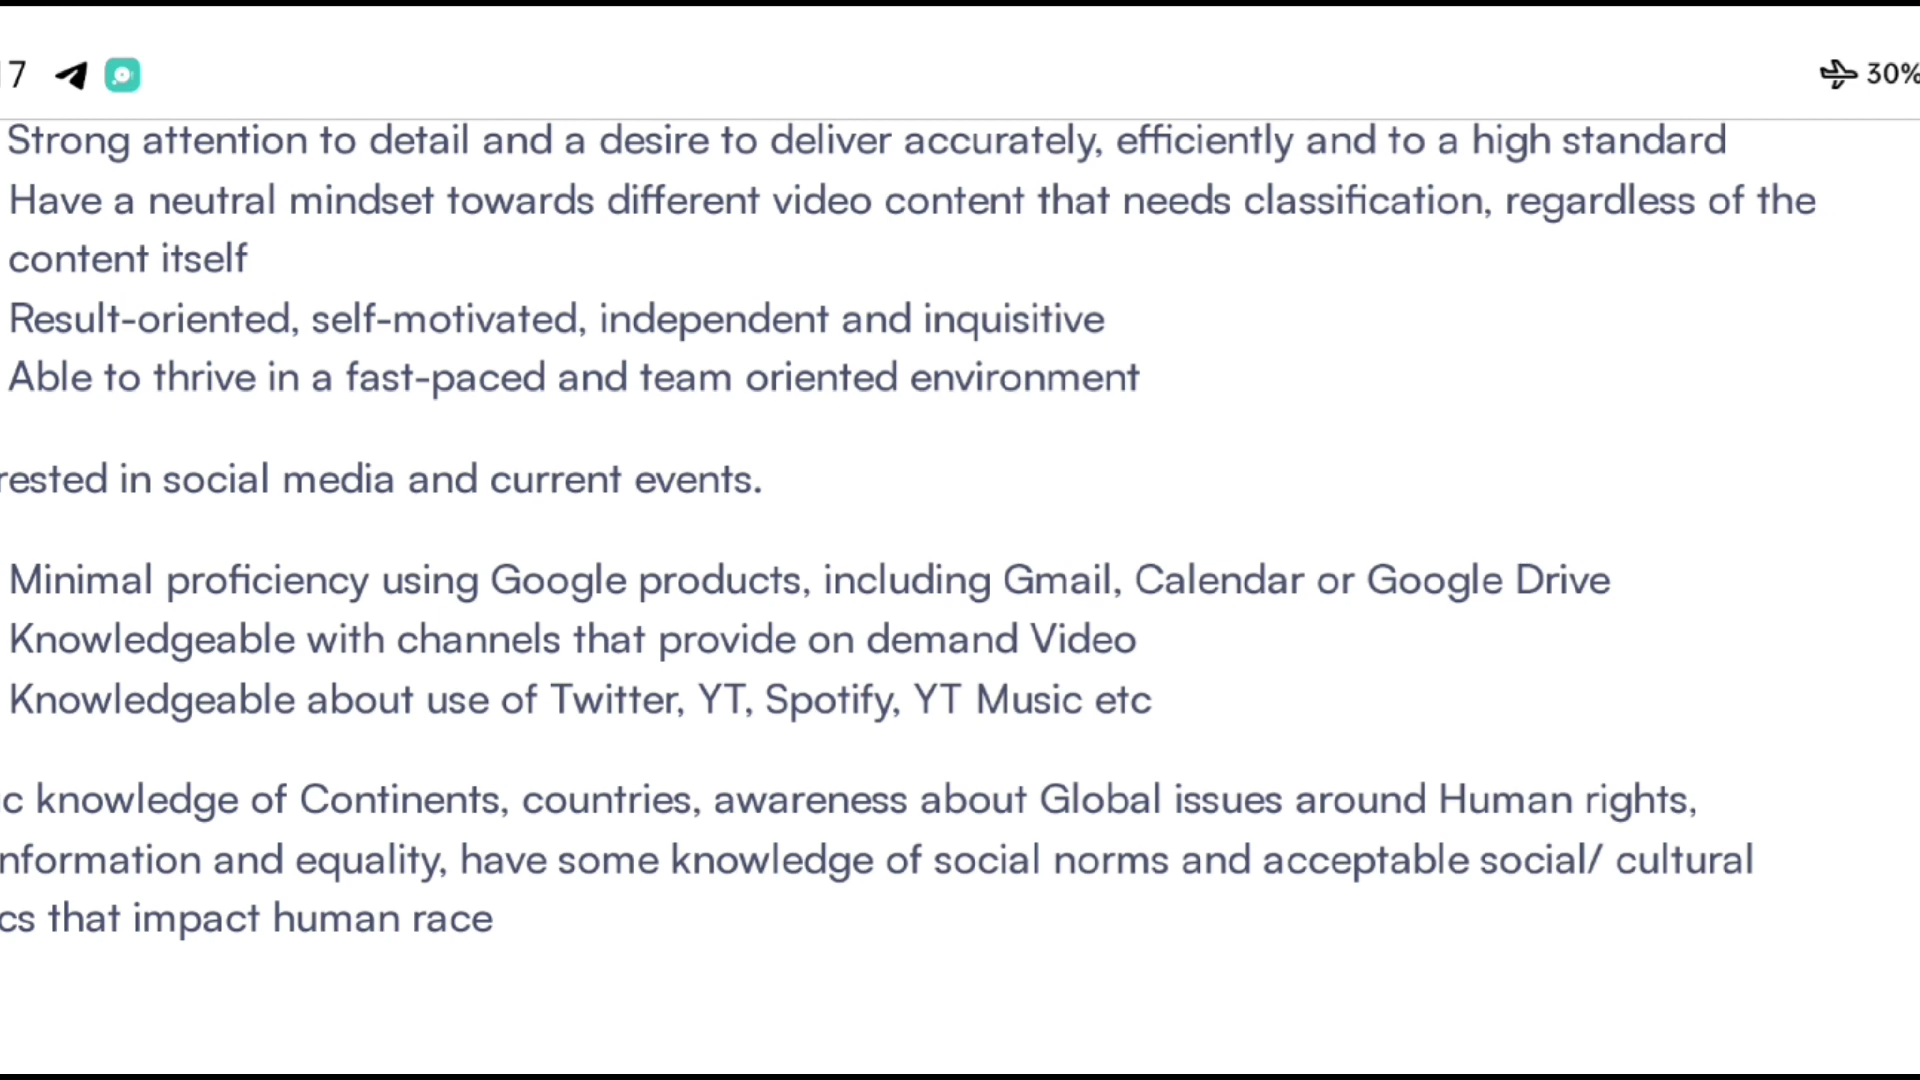 17
30%
Strong attention to detail and a desire to deliver accurately, efficiently and to a high standard
Have a neutral mindset towards different video content that needs classification, regardless of the
content itself
Result-oriented, self-motivated, independent and inquisitive
Able to thrive in a fast-paced and team oriented environment
in social media and current events.
Minimal proficiency using Google products, including Gmail, Calendar or Google Drive
Knowledgeable with channels that provide on demand Video
Knowledgeable about use of Twitter, YT, Spotify, YT Music etc
knowledge of Continents, countries, awareness about Global issues around Human rights,
and equality, have some knowledge of social norms and acceptable social/ cultural
that impact human race